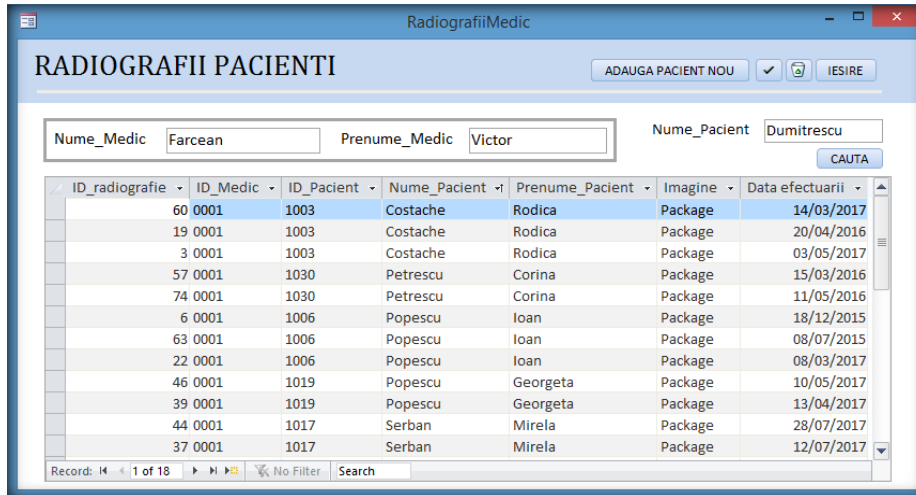 RadiografiiMedic
RADIOGRAFII PACIENTI
ADAUGA PACIENT NOU IESIRE
Nume_Medic Farcean Prenume_Medic Victor Nume_Pacient Dumitrescu
CAUTA
ID_radiografie ID_Medic ID_Pacient Nume_Pacient Prenume_Pacient Imagine Data efectuarii
60 0001 1003 Costache Rodica Package 14/03/2017
19 0001 1003 Costache Rodica Package 20/04/2016
3 0001 1003 Costache Rodica Package 03/05/2017
57 0001 1030 Petrescu Corina Package 15/03/2016
74 0001 1030 Petrescu Corina Package 11/05/2016
6 0001 1006 Popescu Ioan Package 18/12/2015
63 0001 1006 Popescu Ioan Package 08/07/2015
22 0001 1006 Popescu Ioan Package 08/03/2017
46 0001 1019 Popescu Georgeta Package 10/05/2017
39 0001 1019 Popescu Georgeta Package 13/04/2017
44 0001 1017 Serban Mirela Package 28/07/2017
37 0001 1017 Serban Mirela Package 12/07/2017
Record: 1 of 18 No Filter Search